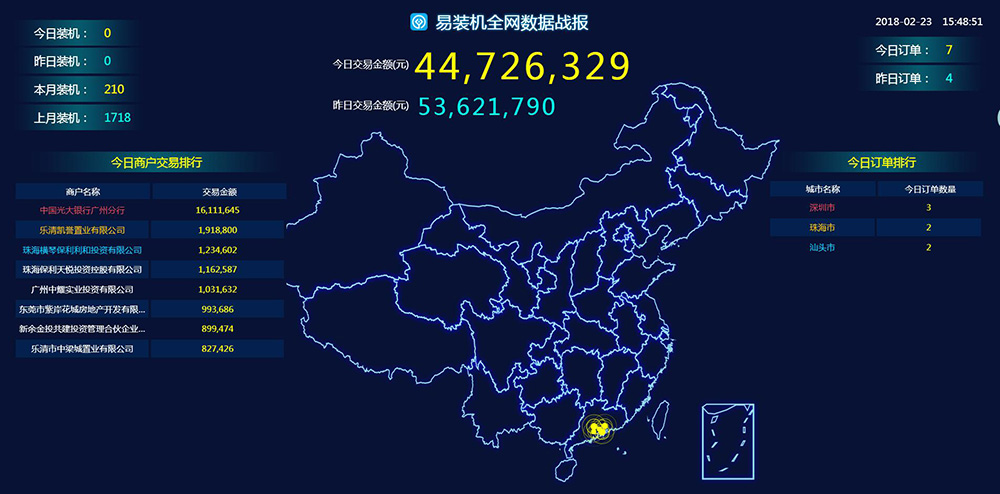 易装机全网数据战报
2018-02-23 15:48:51
今日装机： 0
昨日装机： 0
本月装机： 210
上月装机： 1718
今日交易金额(元) 44,726,329
昨日交易金额(元) 53,621,790
今日订单： 7
昨日订单： 4
今日商户交易排行
商户名称 交易金额
中国光大银行广州分行 16,111,645
乐清凯誉置业有限公司 1,918,800
珠海横琴保利利和投资有限公司 1,234,602
珠海保利天悦投资控股有限公司 1,162,587
广州中耀实业投资有限公司 1,031,632
东莞市紫岸花城房地产开发有限... 993,686
新余金投共建投资管理合伙企业... 899,474
乐清市中梁城置业有限公司 827,426
今日订单排行
城市名称 今日订单数量
深圳市 3
珠海市 2
汕头市 2